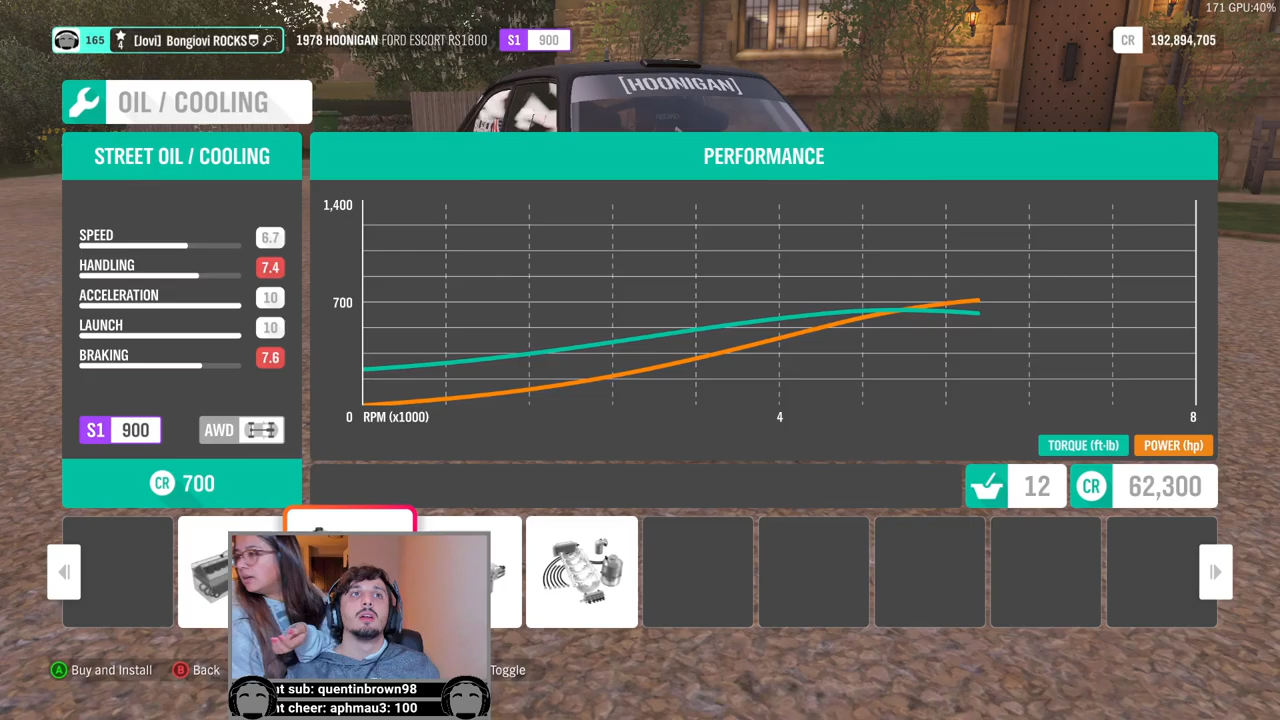 171 GPU:40%
165 4 [Jovi] Bongiovi ROCKS
1978 HOONIGAN FORD ESCORT RS1800 S1 900
CR 192,894,705
[HOONIGAN]
OIL / COOLING
STREET OIL / COOLING
PERFORMANCE
SPEED 6.7
HANDLING 7.4
ACCELERATION 10
LAUNCH 10
BRAKING 7.6
S1 900 AWD
CR 700
1,400
700
0 RPM (x1000) 4 8
TORQUE (ft·lb) POWER (hp)
12 CR 62,300
A Buy and Install B Back Toggle
nt sub: quentinbrown98
nt cheer: aphmau3: 100